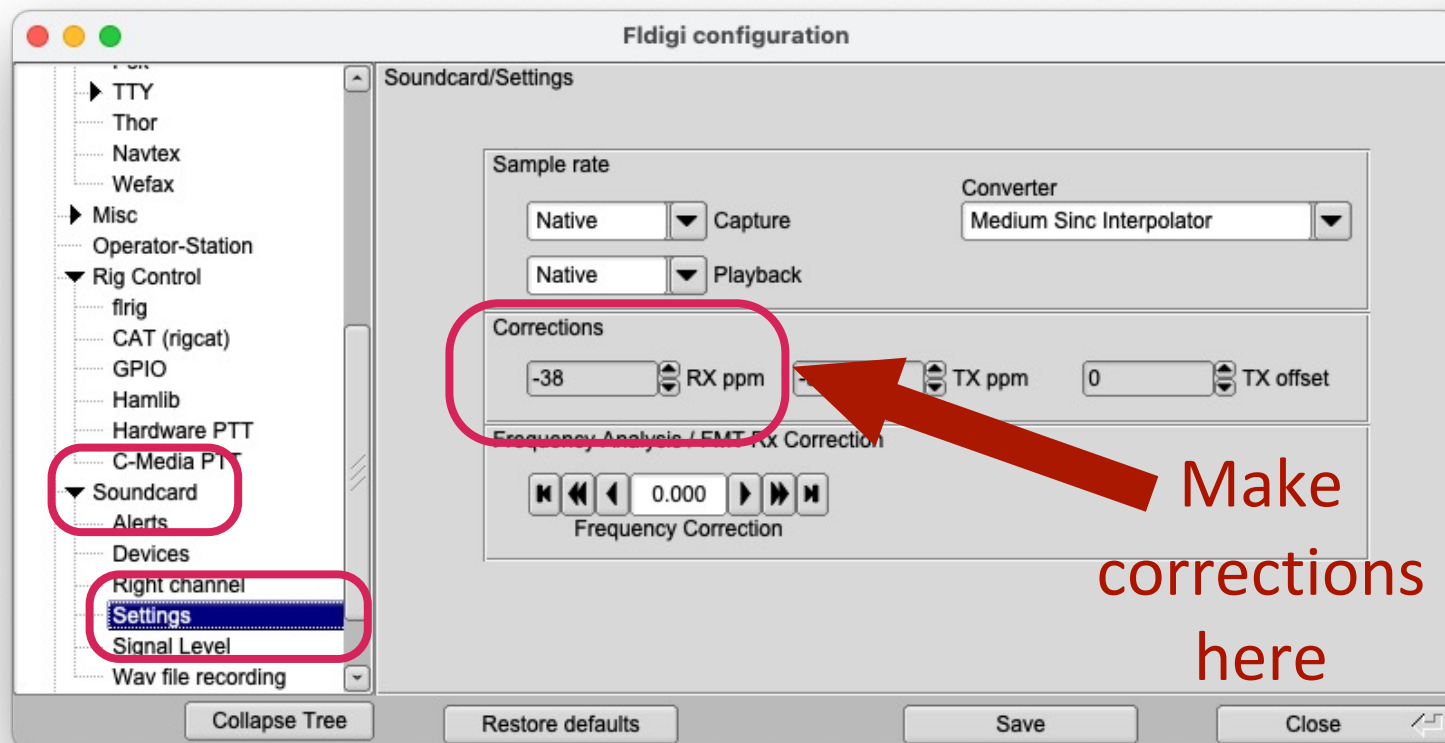 Fldigi configuration
TTY
Thor
Navtex
Wefax
Misc
Operator-Station
Rig Control
flrig
CAT (rigcat)
GPIO
Hamlib
Hardware PTT
C-Media PTT
Soundcard
Alerts
Devices
Right channel
Settings
Signal Level
Wav file recording
Collapse Tree
Soundcard/Settings
Sample rate
Converter
Native Capture Medium Sinc Interpolator
Native Playback
Corrections
-38 RX ppm TX ppm 0 TX offset
Frequency Analysis / FMT Rx Correction
0.000
Frequency Correction
Make
corrections
here
Restore defaults Save Close